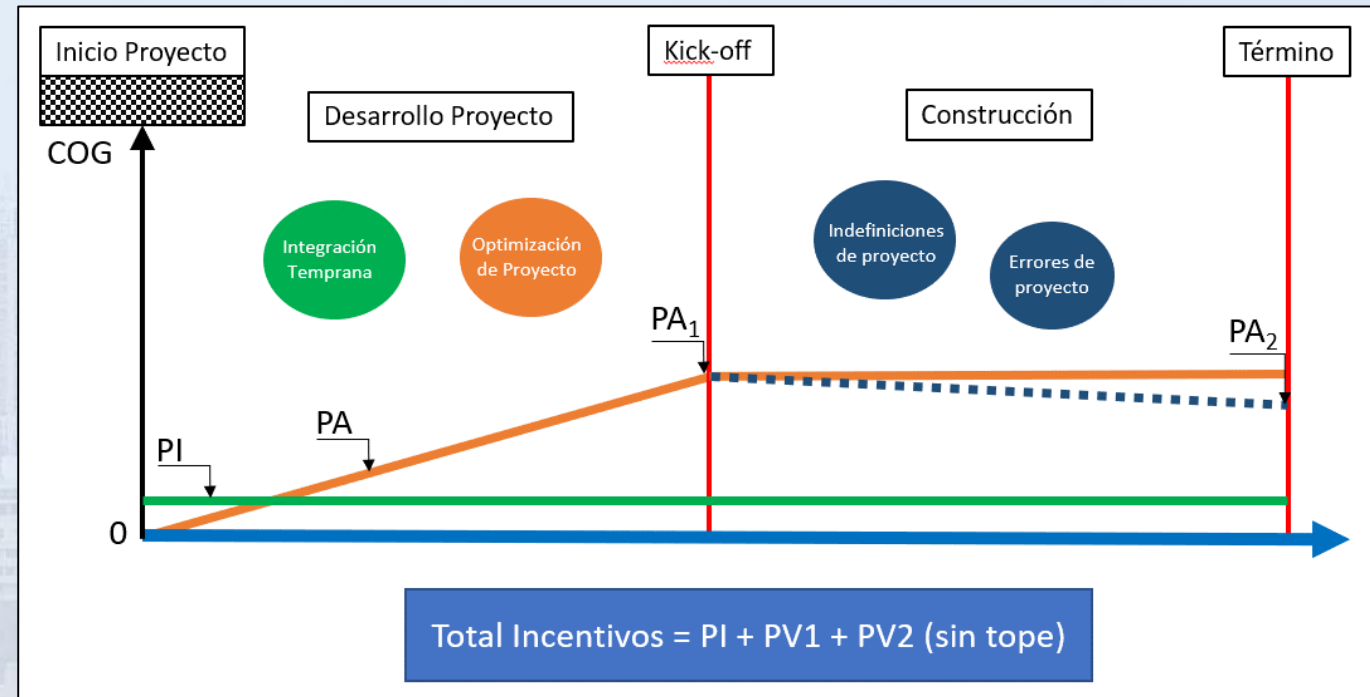 Inicio Proyecto
Kick-off
Término
Desarrollo Proyecto
Construcción
COG
Integración
Temprana
Optimización
de Proyecto
Indefiniciones
de proyecto
Errores de
proyecto
PA₁
PA₂
PA
PI
0
Total Incentivos = PI + PV1 + PV2 (sin tope)